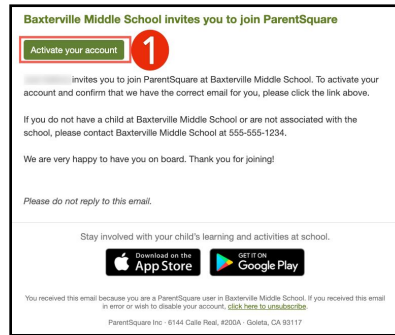 Baxterville Middle School invites you to join ParentSquare
Activate your account
1
invites you to join ParentSquare at Baxterville Middle School. To activate your
account and confirm that we have the correct email for you, please click the link above.
If you do not have a child at Baxterville Middle School or are not associated with the
school, please contact Baxterville Middle School at 555-555-1234.
We are very happy to have you on board. Thank you for joining!
Please do not reply to this email.
Stay involved with your child's learning and activities at school.
Download on the
App Store
GET IT ON
Google Play
You received this email because you are a ParentSquare user in Baxterville Middle School. If you received this email
in error or wish to disable your account, click here to unsubscribe.
ParentSquare Inc · 6144 Calle Real, #200A · Goleta, CA 93117